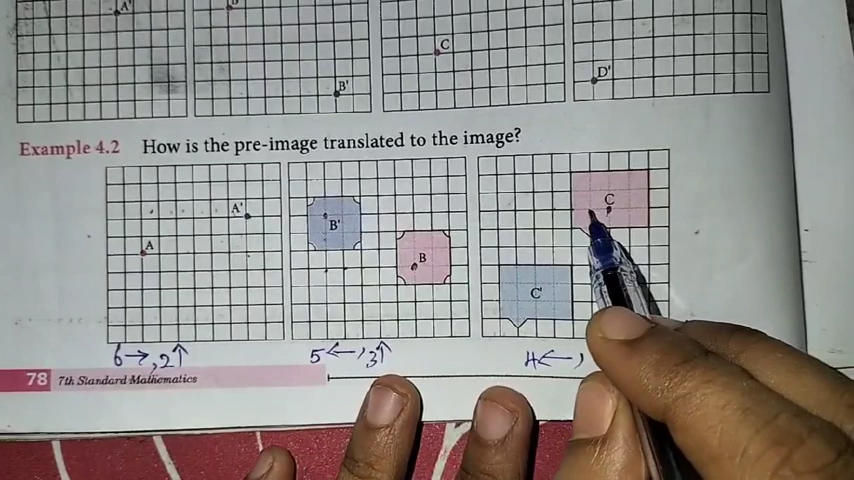 A'
B'
C
D'
Example 4.2 How is the pre-image translated to the image?
A A'
B' B
C
C'
6→, 2↑ 5←, 3↑ 4←,
78 7th Standard Mathematics